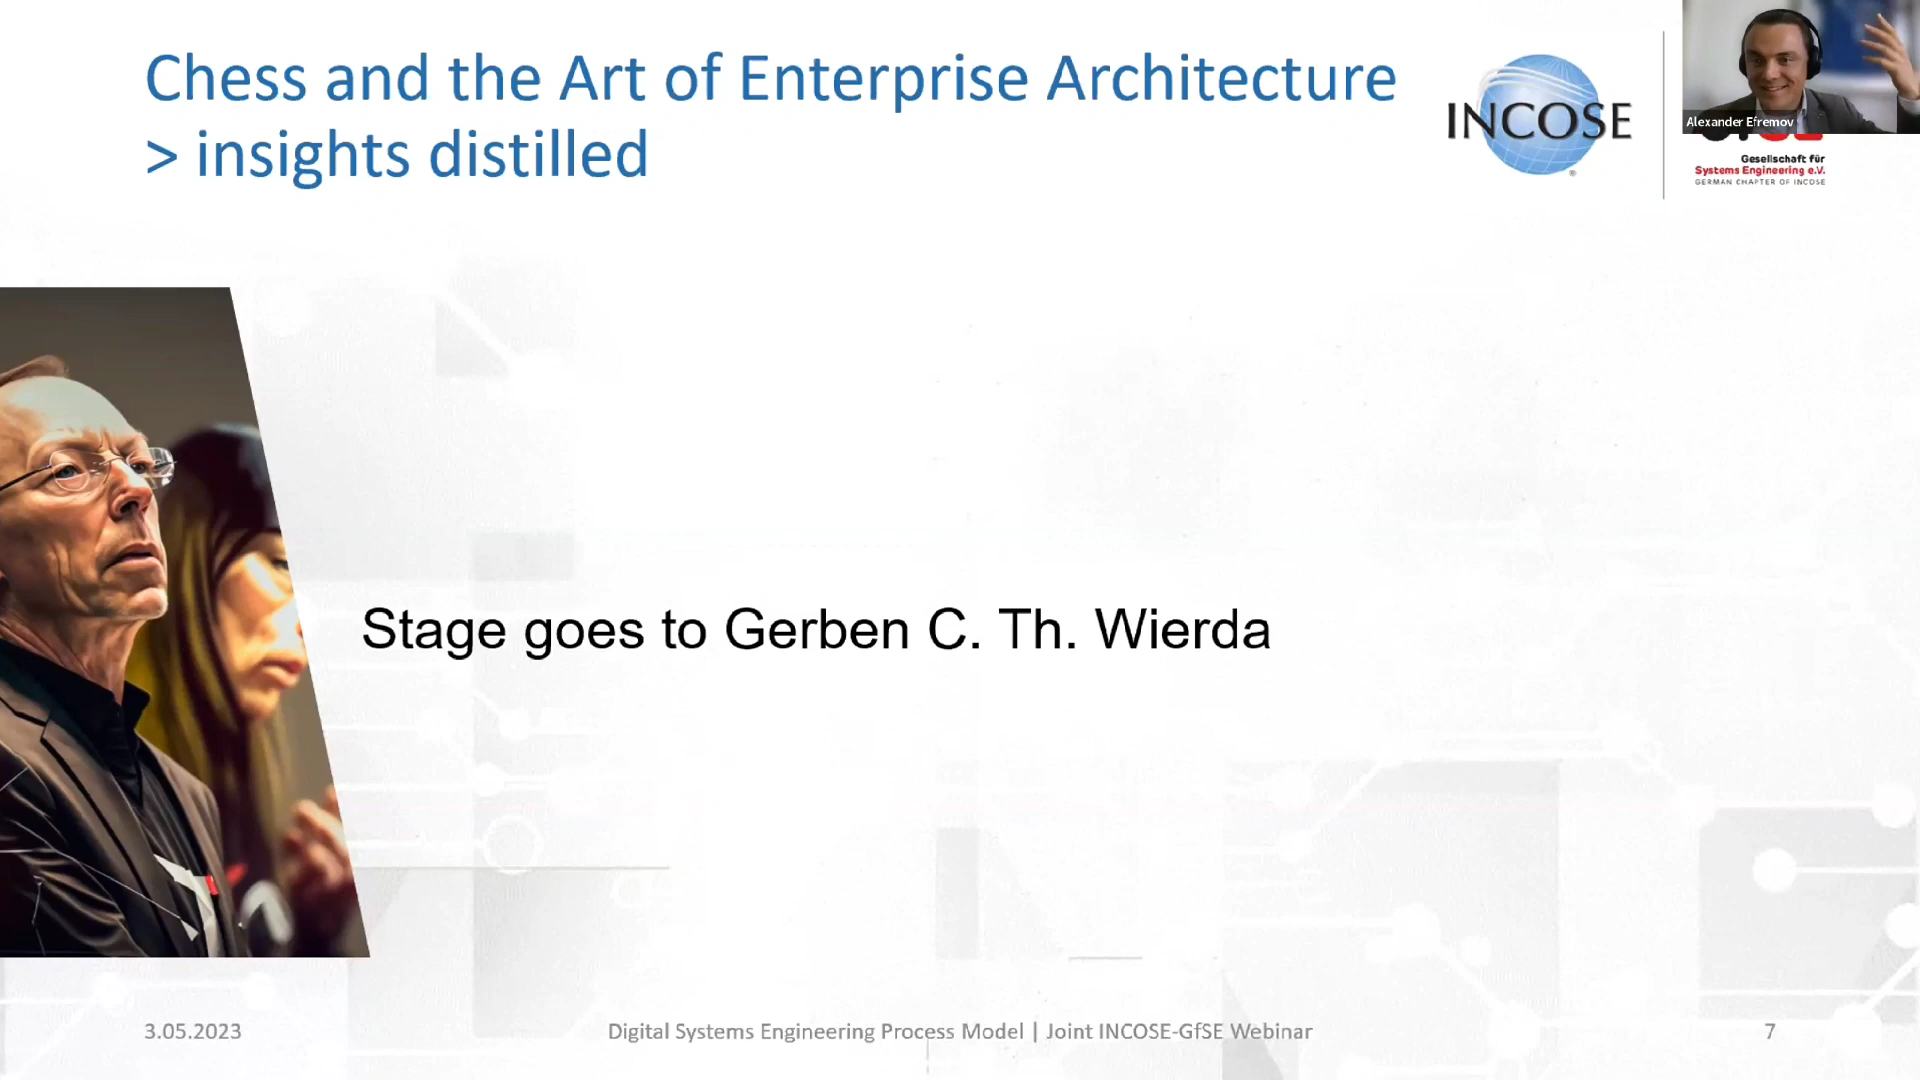 Chess and the Art of Enterprise Architecture
> insights distilled
INCOSE
®
Alexander Efremov
Gesellschaft für
Systems Engineering e.V.
GERMAN CHAPTER OF INCOSE
Stage goes to Gerben C. Th. Wierda
3.05.2023
Digital Systems Engineering Process Model | Joint INCOSE-GfSE Webinar
7